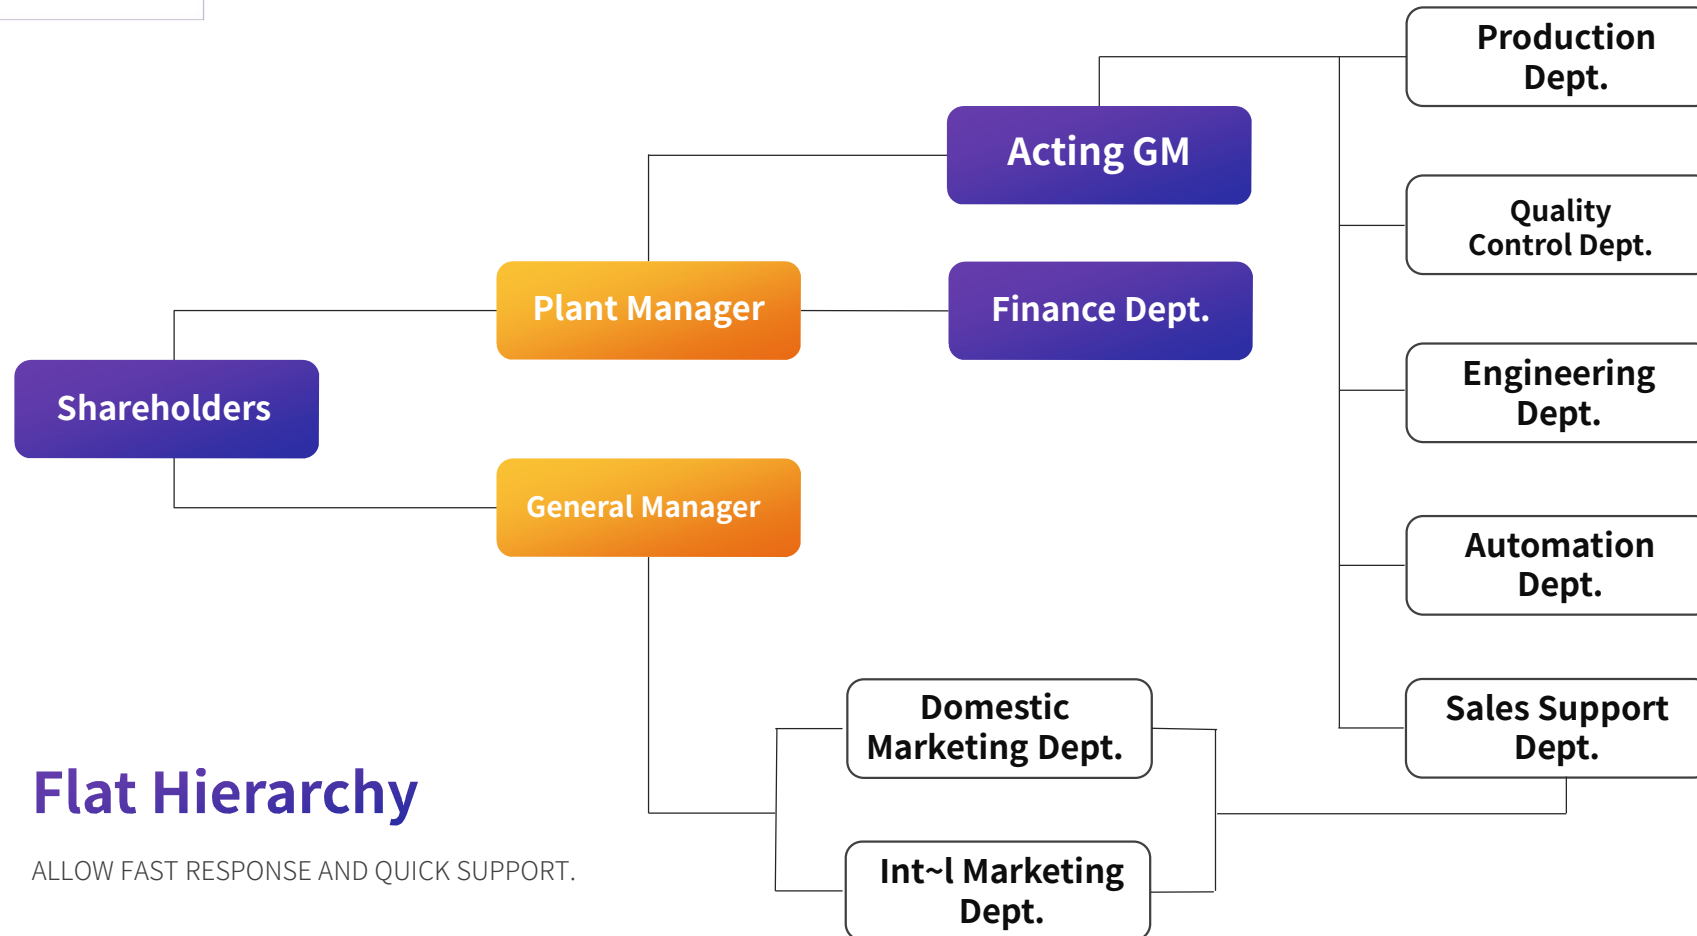 Production
Dept.
Acting GM
Quality
Control Dept.
Plant Manager
Finance Dept.
Engineering
Dept.
Shareholders
General Manager
Automation
Dept.
Domestic
Marketing Dept.
Sales Support
Dept.
Flat Hierarchy
ALLOW FAST RESPONSE AND QUICK SUPPORT.
Int~l Marketing
Dept.